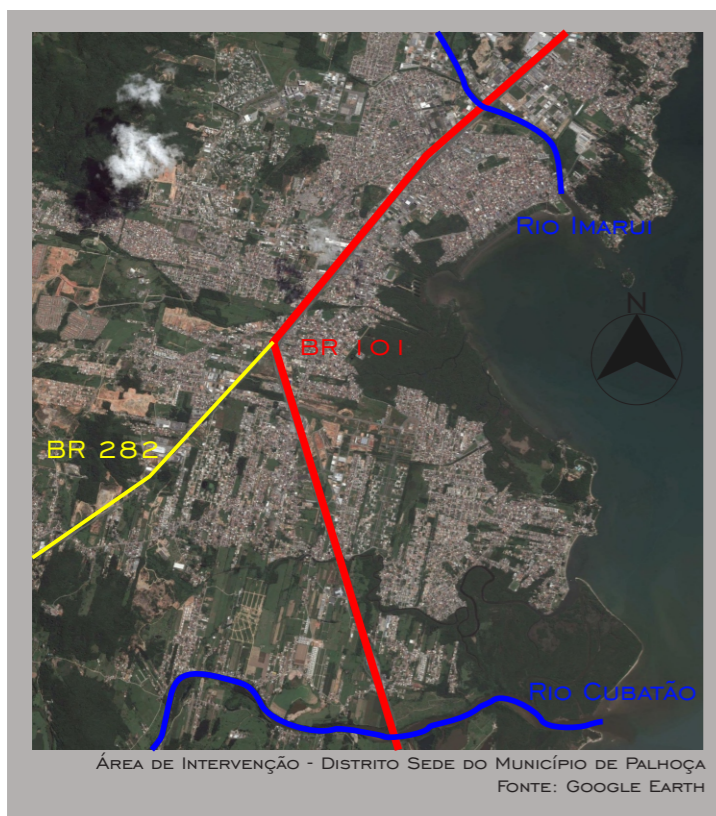 Rio Imarui
N
BR 101
BR 282
Rio Cubatão
Área de Intervenção - Distrito Sede do Município de Palhoça
Fonte: Google Earth